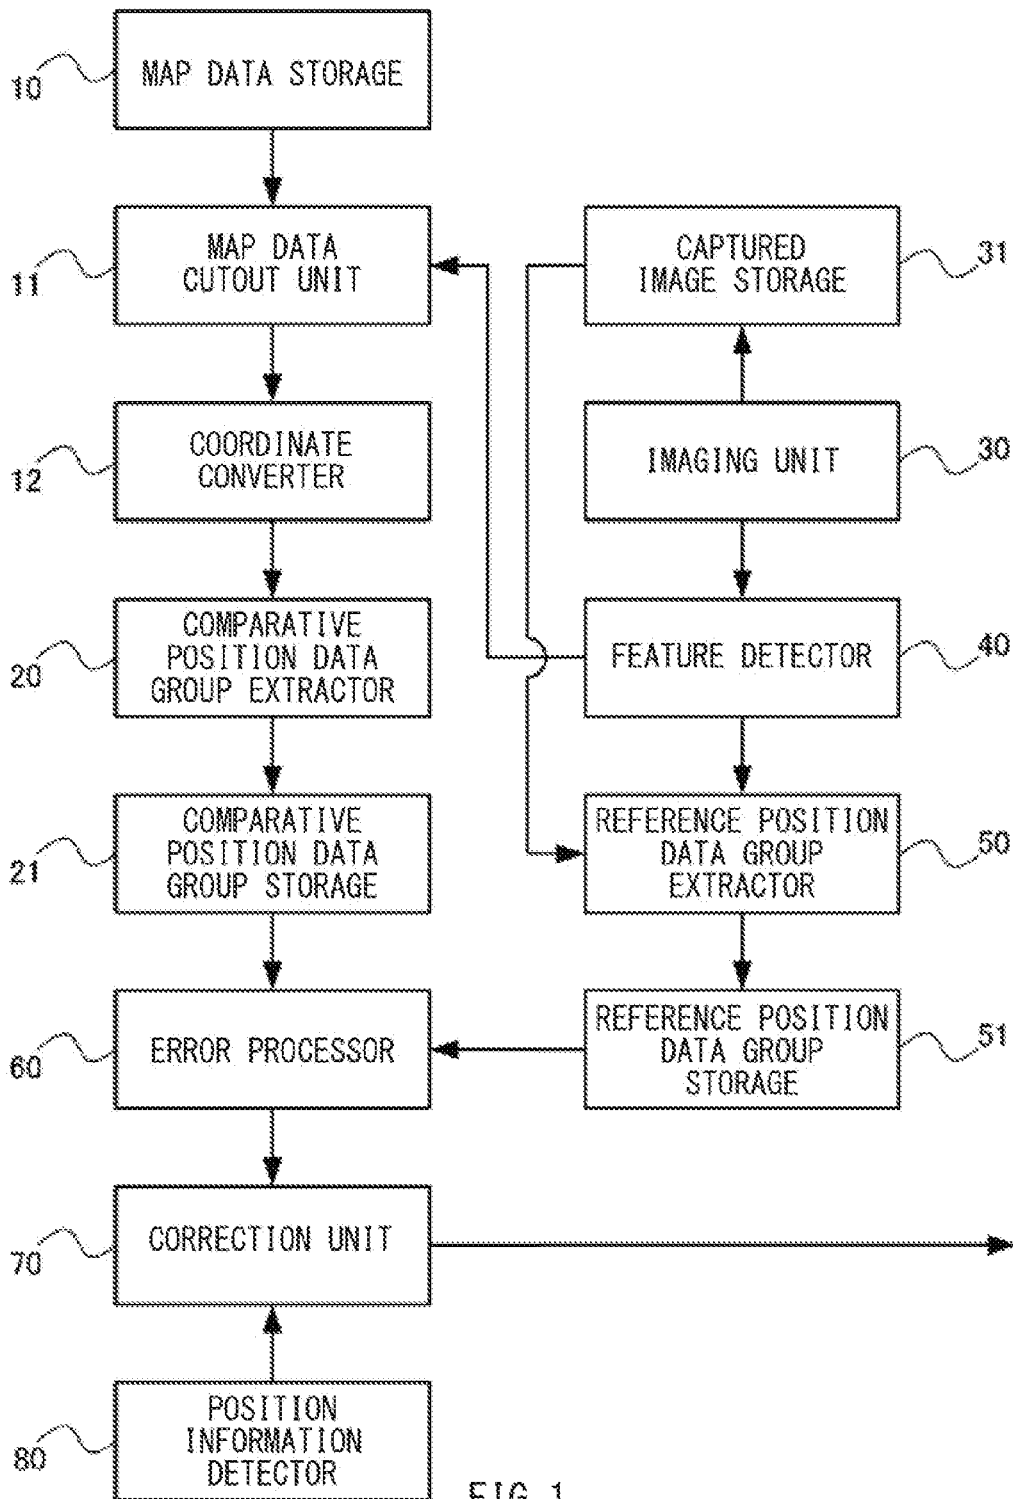 10
MAP DATA STORAGE
11
MAP DATA
CUTOUT UNIT
CAPTURED
IMAGE STORAGE
31
12
COORDINATE
CONVERTER
IMAGING UNIT
30
20
COMPARATIVE
POSITION DATA
GROUP EXTRACTOR
FEATURE DETECTOR
40
21
COMPARATIVE
POSITION DATA
GROUP STORAGE
REFERENCE POSITION
DATA GROUP
EXTRACTOR
50
60
ERROR PROCESSOR
REFERENCE POSITION
DATA GROUP
STORAGE
51
70
CORRECTION UNIT
80
POSITION
INFORMATION
DETECTOR
FIG.1